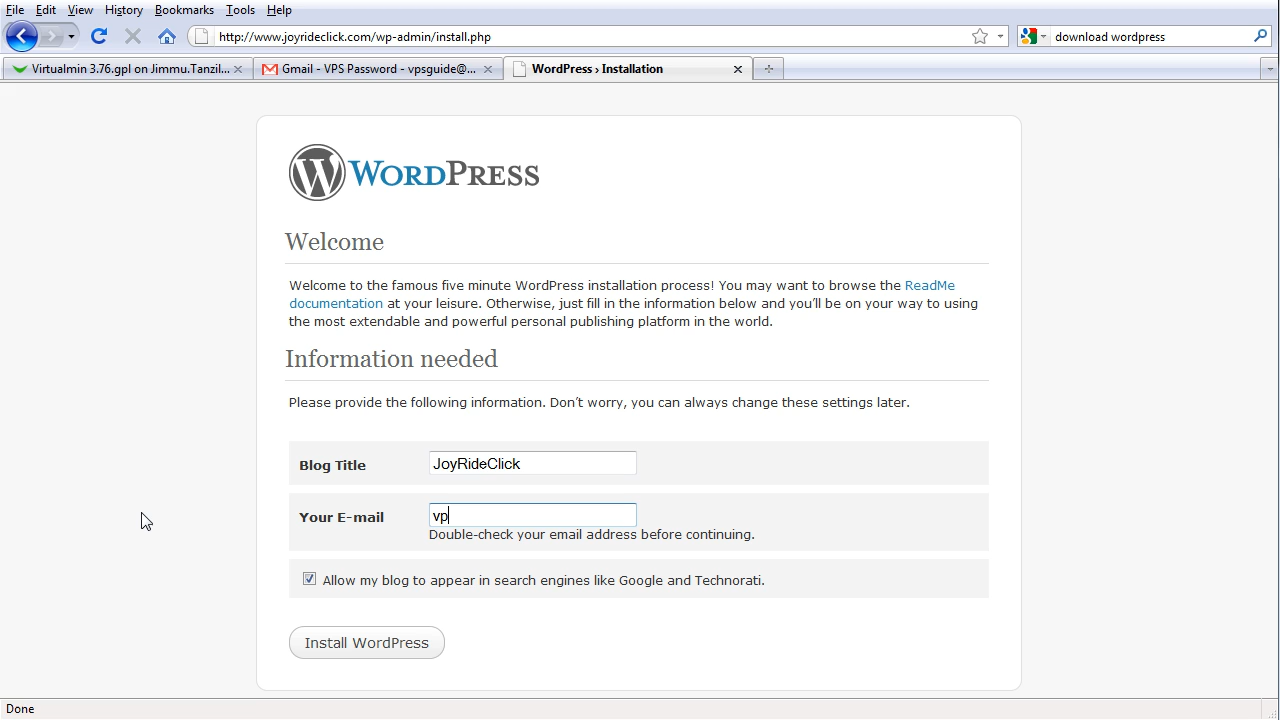 File Edit View History Bookmarks Tools Help
http://www.joyrideclick.com/wp-admin/install.php download wordpress
Virtualmin 3.76.gpl on Jimmu.Tanzil... Gmail - VPS Password - vpsguide@... WordPress › Installation
WORDPRESS
Welcome
Welcome to the famous five minute WordPress installation process! You may want to browse the ReadMe
documentation at your leisure. Otherwise, just fill in the information below and you'll be on your way to using
the most extendable and powerful personal publishing platform in the world.
Information needed
Please provide the following information. Don't worry, you can always change these settings later.
Blog Title JoyRideClick
Your E-mail vp
Double-check your email address before continuing.
Allow my blog to appear in search engines like Google and Technorati.
Install WordPress
Done